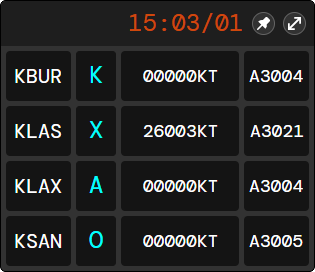 15:03/01
KBUR K 00000KT A3004
KLAS X 26003KT A3021
KLAX A 00000KT A3004
KSAN O 00000KT A3005